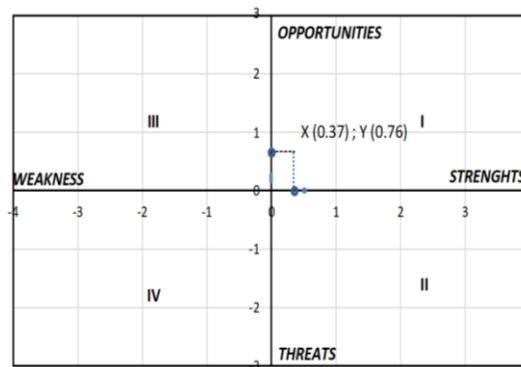 3
OPPORTUNITIES
2
III
1
I
X (0.37) ; Y (0.76)
WEAKNESS
0
STRENGHTS
-4
-3
-2
-1
0
1
2
3
-1
IV
II
-2
THREATS
-3